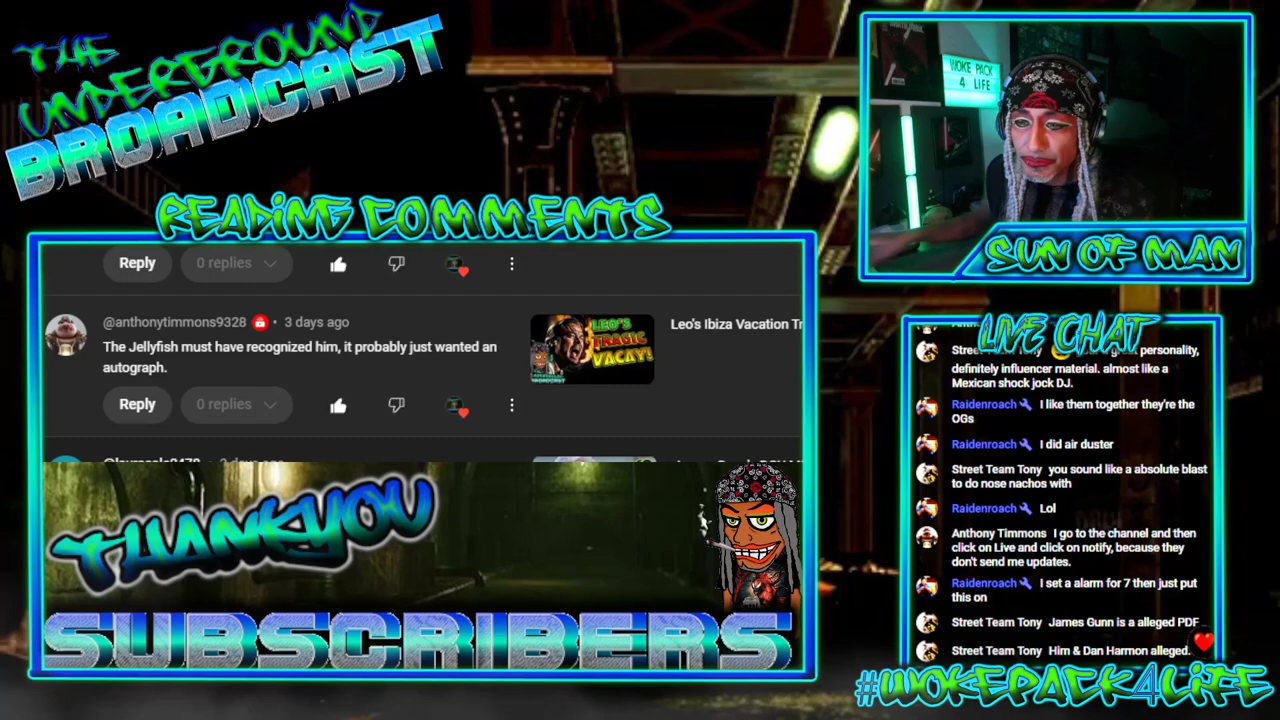 THE
UNDERGROUND
BROADCAST
WOKE PACK
4 LIFE
READING COMMENTS
SUN OF MAN
Reply 0 replies
@anthonytimmons9328 • 3 days ago
The Jellyfish must have recognized him, it probably just wanted an
autograph.
LEO'S
TRAGIC
VACAY!
Leo's Ibiza Vacation Tr
Reply 0 replies
THANKYOU
SUBSCRIBERS
LIVE CHAT
personality,
definitely influencer material. almost like a
Mexican shock jock DJ.
Raidenroach I like them together they're the
OGs
Raidenroach I did air duster
Street Team Tony you sound like a absolute blast
to do nose nachos with
Raidenroach Lol
Anthony Timmons I go to the channel and then
click on Live and click on notify, because they
don't send me updates.
Raidenroach I set a alarm for 7 then just put
this on
Street Team Tony James Gunn is a alleged PDF
Street Team Tony Him & Dan Harmon alleged.
#WOKEPACK4LIFE